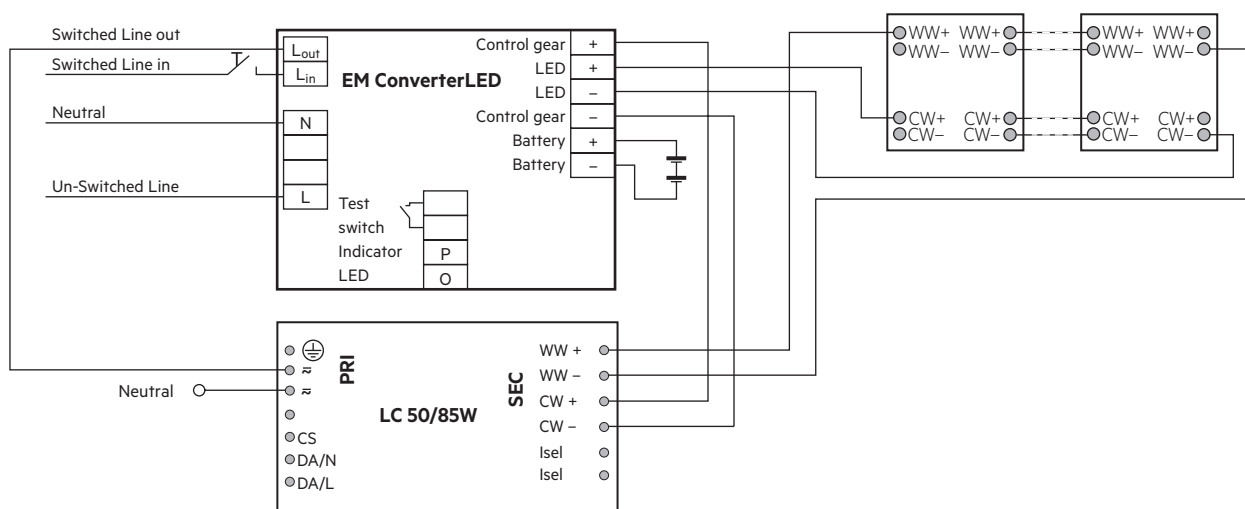 Switched Line out
Switched Line in
Neutral
Un-Switched Line
Lout
Lin
N
L
EM ConverterLED
Control gear +
LED +
LED –
Control gear –
Battery +
Battery –
Test
switch
Indicator P
LED O
WW+ WW+ WW+ WW+
WW– WW– WW– WW–
CW+ CW+ CW+ CW+
CW– CW– CW– CW–
Neutral
PRI
≂
≂
CS
DA/N
DA/L
LC 50/85W
SEC
WW +
WW –
CW +
CW –
Isel
Isel